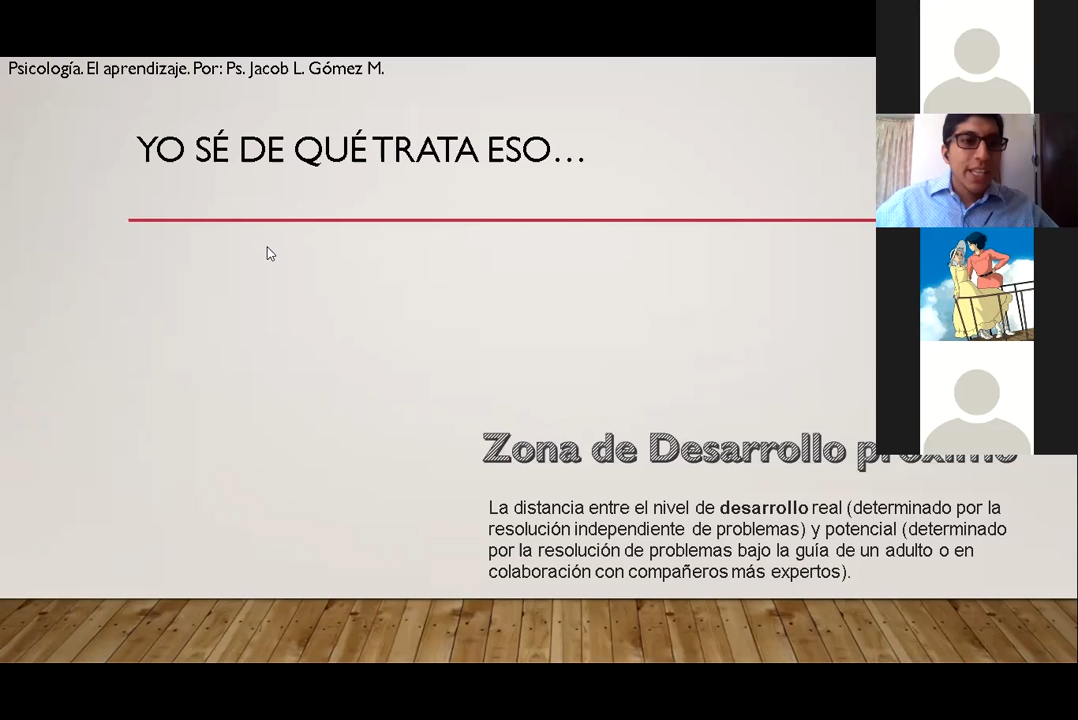 Psicología. El aprendizaje. Por: Ps. Jacob L. Gómez M.
YO SÉ DE QUÉ TRATA ESO…
Zona de Desarrollo
La distancia entre el nivel de desarrollo real (determinado por la
resolución independiente de problemas) y potencial (determinado
por la resolución de problemas bajo la guía de un adulto o en
colaboración con compañeros más expertos).